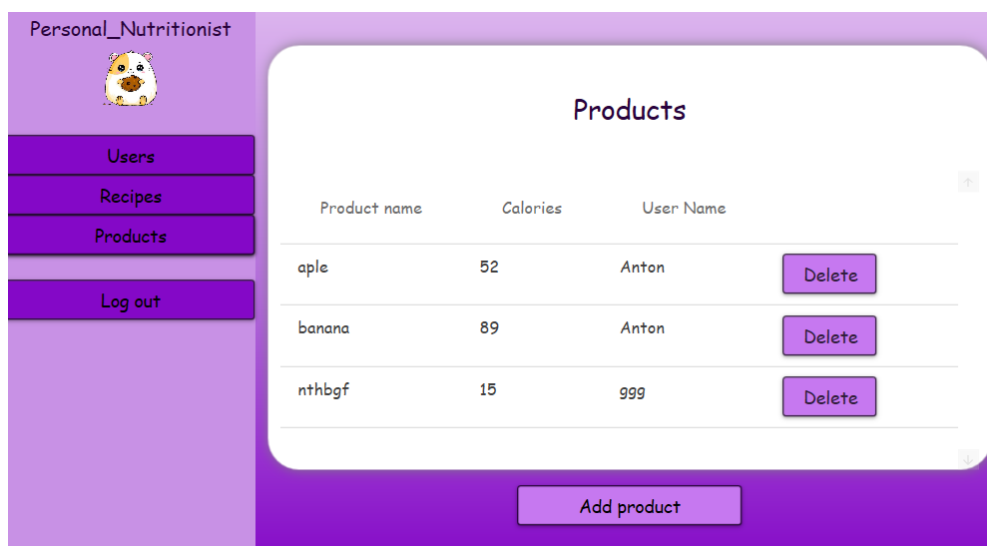 Personal_Nutritionist
Users
Recipes
Products
Log out
Products
Product name Calories User Name
aple 52 Anton Delete
banana 89 Anton Delete
nthbgf 15 ggg Delete
Add product